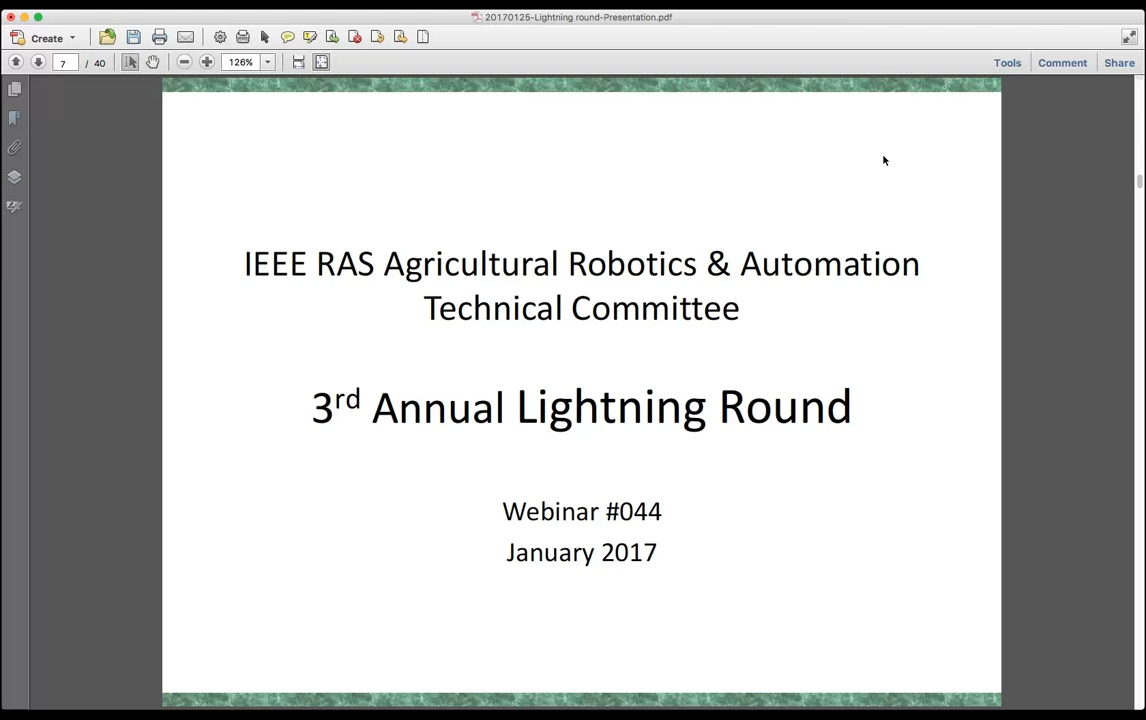 20170125-Lightning round-Presentation.pdf
Create
7 / 40
126%
Tools Comment Share
IEEE RAS Agricultural Robotics & Automation
Technical Committee
3rd Annual Lightning Round
Webinar #044
January 2017